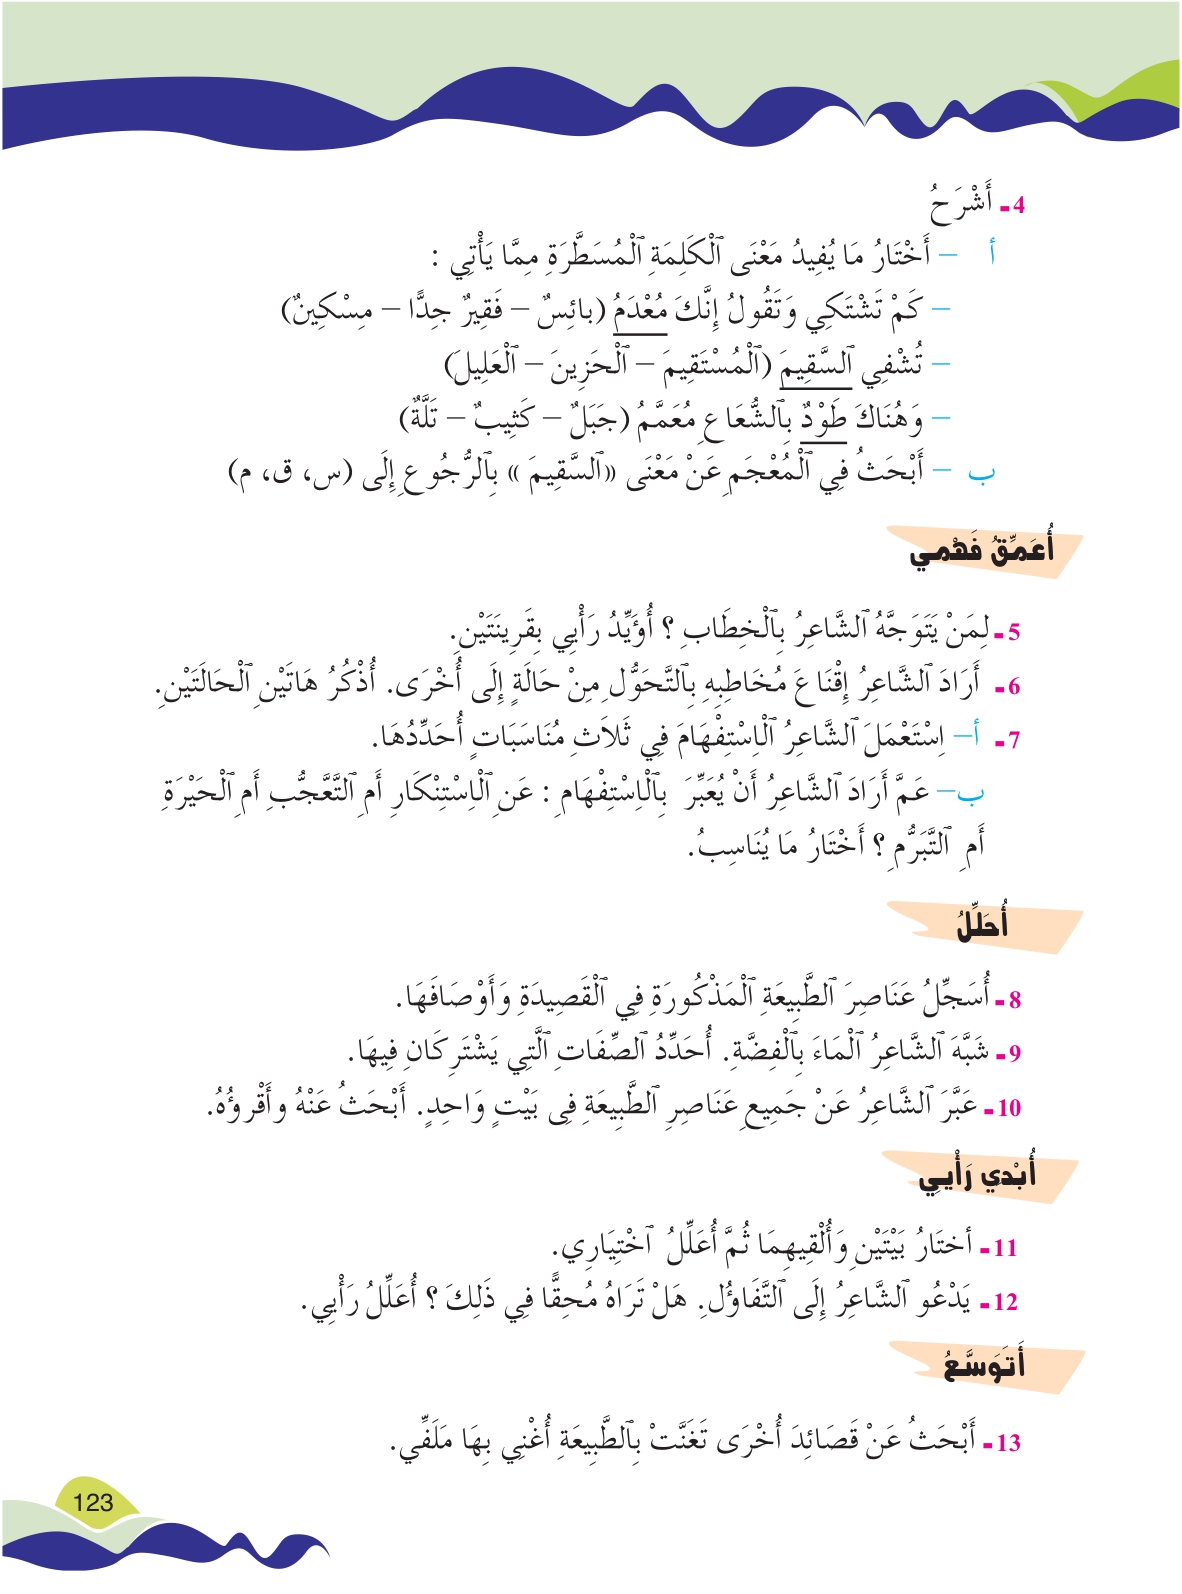 4 - أَشْرَحُ
أ – أَخْتَارُ مَا يُفِيدُ مَعْنَى ٱلْكَلِمَةِ ٱلْمُسَطَّرَةِ مِمَّا يَأْتِي :
– كَمْ تَشْتَكِي وَتَقُولُ إِنَّكَ مُعْدَمُ (بائِسٌ – فَقِيرٌ جِدًّا – مِسْكِينٌ)
– تُشْفِي ٱلسَّقِيمَ (ٱلْمُسْتَقِيمَ – ٱلْحَزِينَ – ٱلْعَلِيلَ)
– وَهُنَاكَ طَوْدٌ بِٱلشُّعَاعِ مُعَمَّمُ (جَبَلٌ – كَثِيبٌ – تَلَّةٌ)
ب – أَبْحَثُ فِي ٱلْمُعْجَمِ عَنْ مَعْنَى «ٱلسَّقِيمَ » بِٱلرُّجُوعِ إِلَى (س، ق، م)
أُعَمِّقُ فَهْمِي
5 - لِمَنْ يَتَوَجَّهُ ٱلشَّاعِرُ بِٱلْخِطَابِ ؟ أُؤَيِّدُ رَأْيِي بِقَرِينَتَيْنِ.
6 - أَرَادَ ٱلشَّاعِرُ إِقْنَاعَ مُخَاطِبِهِ بِٱلتَّحَوُّلِ مِنْ حَالَةٍ إِلَى أُخْرَى. أُذْكُرُ هَاتَيْنِ ٱلْحَالَتَيْنِ.
7 - أ– اِسْتَعْمَلَ ٱلشَّاعِرُ ٱلْاِسْتِفْهَامَ فِي ثَلاَثِ مُنَاسَبَاتٍ أُحَدِّدُهَا.
ب– عَمَّ أَرَادَ ٱلشَّاعِرُ أَنْ يُعَبِّرَ بِٱلْاِسْتِفْهَامِ : عَنِ ٱلْاِسْتِنْكَارِ أَمِ ٱلتَّعَجُّبِ أَمِ ٱلْحَيْرَةِ
أَمِ ٱلتَّبَرُّمِ ؟ أَخْتَارُ مَا يُنَاسِبُ.
أُحَلِّلُ
8 - أُسَجِّلُ عَنَاصِرَ ٱلطَّبِيعَةِ ٱلْمَذْكُورَةِ فِي ٱلْقَصِيدَةِ وَأَوْصَافَهَا.
9 - شَبَّهَ ٱلشَّاعِرُ ٱلْمَاءَ بِٱلْفِضَّةِ. أُحَدِّدُ ٱلصِّفَاتِ ٱلَّتِي يَشْتَرِكَانِ فِيهَا.
10 - عَبَّرَ ٱلشَّاعِرُ عَنْ جَمِيعِ عَنَاصِرِ ٱلطَّبِيعَةِ فِى بَيْتٍ وَاحِدٍ. أَبْحَثُ عَنْهُ وأَقْرؤُهُ.
أُبْدِي رَأْيِي
11 - أختَارُ بَيْتَيْنِ وَأُلْقِيهِمَا ثُمَّ أُعَلِّلُ ٱخْتِيَارِي.
12 - يَدْعُو ٱلشَّاعِرُ إِلَى ٱلتَّفَاؤُلِ. هَلْ تَرَاهُ مُحِقًّا فِي ذَلِكَ ؟ أُعَلِّلُ رَأْيِي.
أَتَوَسَّعُ
13 - أَبْحَثُ عَنْ قَصَائِدَ أُخْرَى تَغَنَّتْ بِٱلطَّبِيعَةِ أُغْنِي بِهَا مَلَفِّي.
123